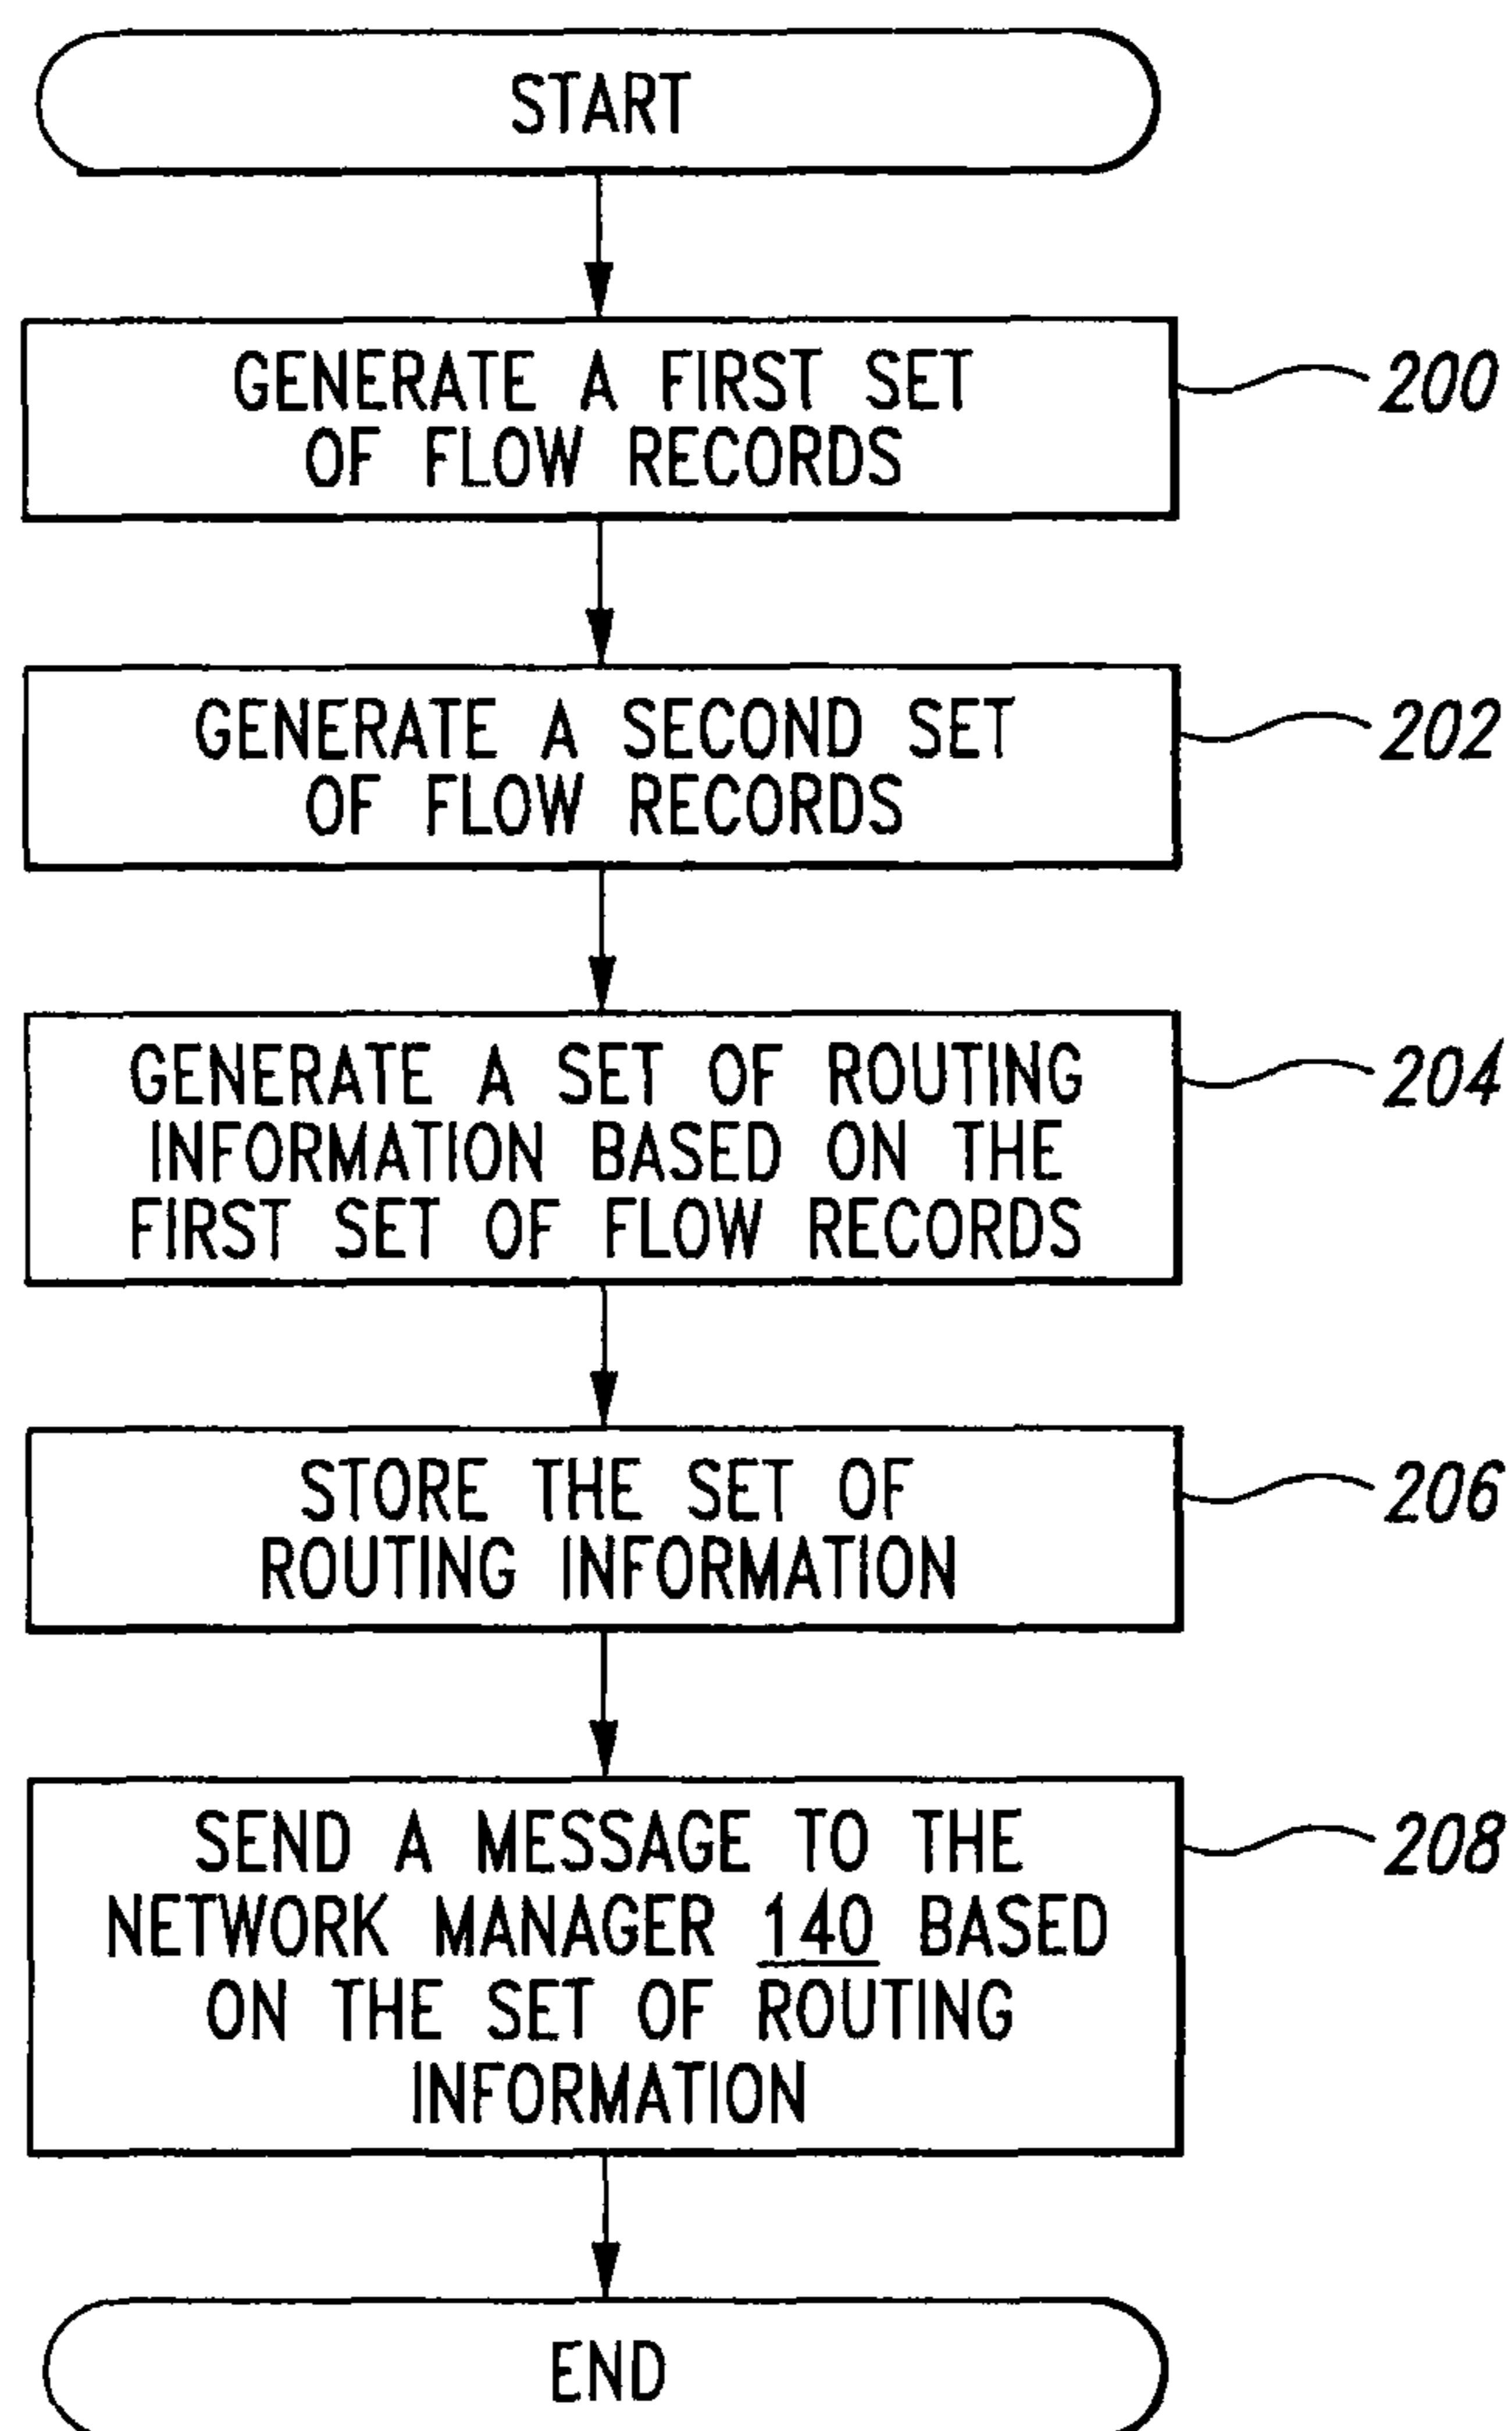 START
GENERATE A FIRST SET
OF FLOW RECORDS
200
GENERATE A SECOND SET
OF FLOW RECORDS
202
GENERATE A SET OF ROUTING
INFORMATION BASED ON THE
FIRST SET OF FLOW RECORDS
204
STORE THE SET OF
ROUTING INFORMATION
206
SEND A MESSAGE TO THE
NETWORK MANAGER 140 BASED
ON THE SET OF ROUTING
INFORMATION
208
END